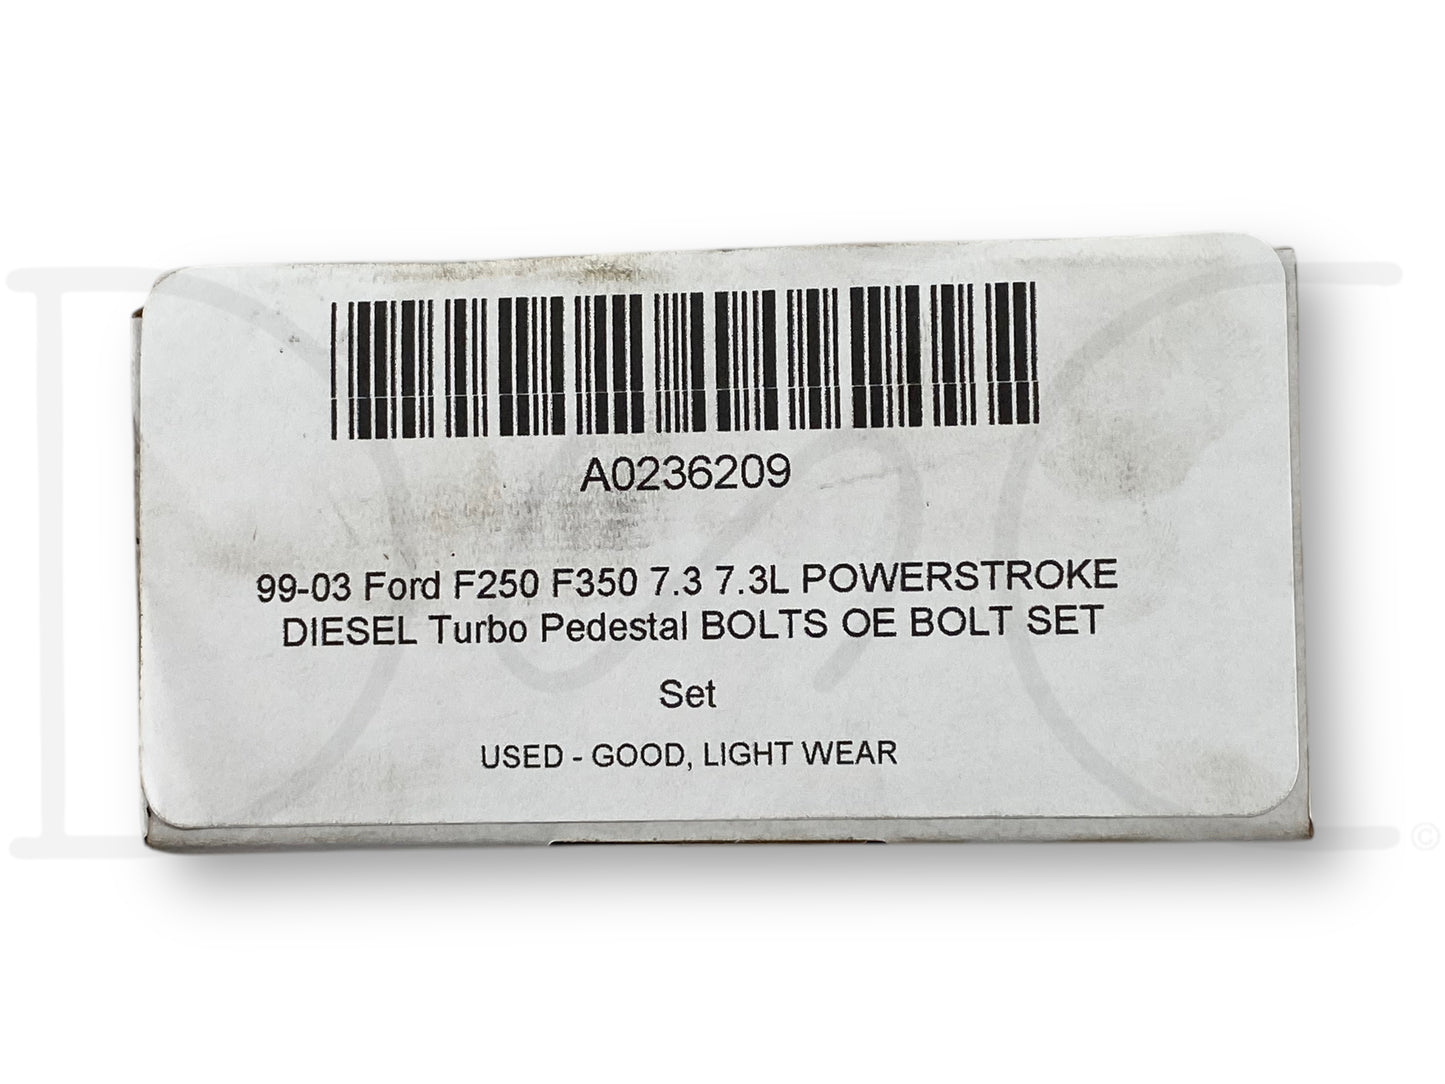 A0236209
99-03 Ford F250 F350 7.3 7.3L POWERSTROKE
DIESEL Turbo Pedestal BOLTS OE BOLT SET
Set
USED - GOOD, LIGHT WEAR
©